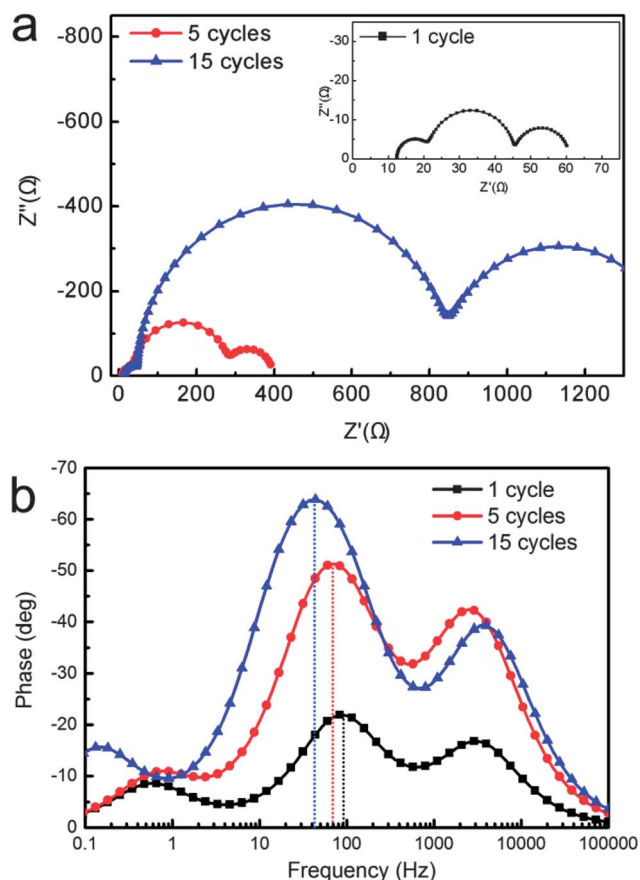 a
5 cycles
15 cycles
1 cycle
Z''(Ω)
-30
-20
-10
0
0 10 20 30 40 50 60 70
Z'(Ω)
Z''(Ω)
-800
-600
-400
-200
0
0 200 400 600 800 1000 1200
Z'(Ω)
b
1 cycle
5 cycles
15 cycles
Phase (deg)
-70
-60
-50
-40
-30
-20
-10
0
0.1 1 10 100 1000 10000 100000
Frequency (Hz)